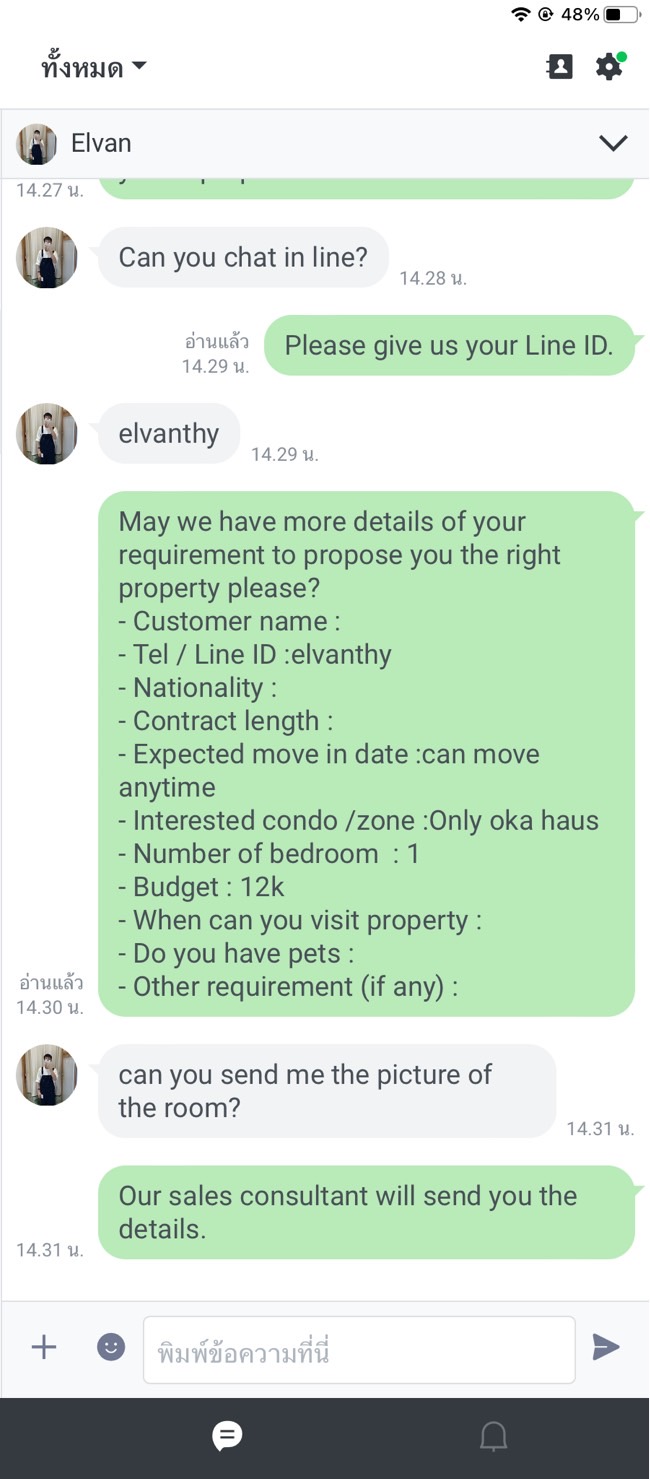 48%
ทั้งหมด
Elvan
14.27 น.
Can you chat in line?
14.28 น.
อ่านแล้ว
14.29 น.
Please give us your Line ID.
elvanthy
14.29 น.
May we have more details of your
requirement to propose you the right
property please?
- Customer name :
- Tel / Line ID :elvanthy
- Nationality :
- Contract length :
- Expected move in date :can move
anytime
- Interested condo /zone :Only oka haus
- Number of bedroom  : 1
- Budget : 12k
- When can you visit property :
- Do you have pets :
- Other requirement (if any) :
อ่านแล้ว
14.30 น.
can you send me the picture of
the room?
14.31 น.
Our sales consultant will send you the
details.
14.31 น.
พิมพ์ข้อความที่นี่